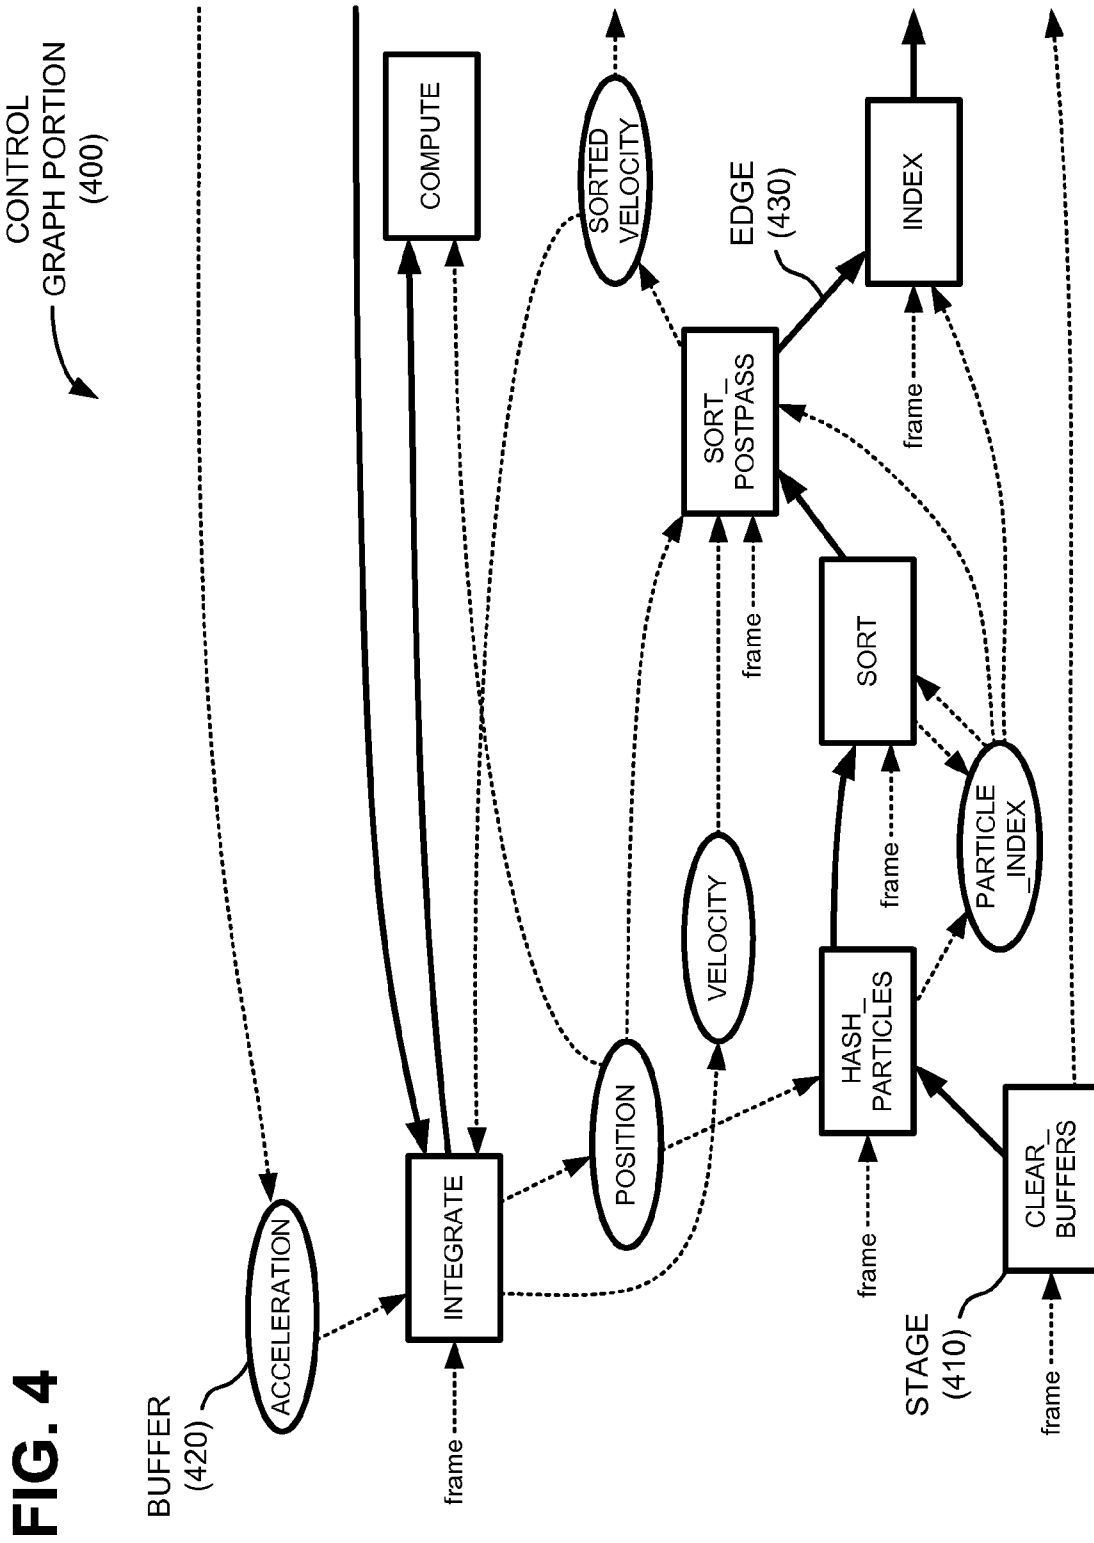 FIG. 4
CONTROL
GRAPH PORTION
(400)
BUFFER
(420)
ACCELERATION
frame
INTEGRATE
COMPUTE
POSITION
VELOCITY
SORTED
VELOCITY
frame
SORT_
POSTPASS
EDGE
(430)
frame
HASH_
PARTICLES
frame
SORT
frame
INDEX
PARTICLE
_INDEX
STAGE
(410)
frame
CLEAR_
BUFFERS